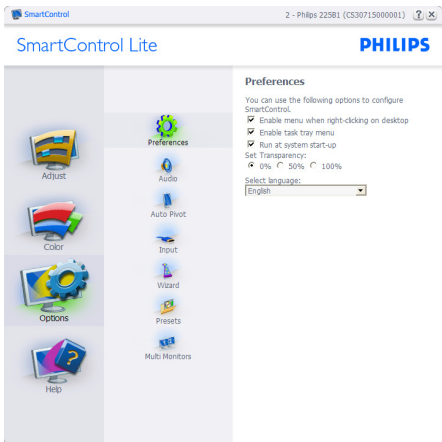 SmartControl
2 - Philips 225B1 (CS30715000001)
SmartControl Lite
PHILIPS
Adjust
Color
Options
Help
Preferences
Audio
Auto Pivot
Input
Wizard
Presets
Multi Monitors
Preferences
You can use the following options to configure
SmartControl.
Enable menu when right-clicking on desktop
Enable task tray menu
Run at system start-up
Set Transparency:
0% 50% 100%
Select language:
English